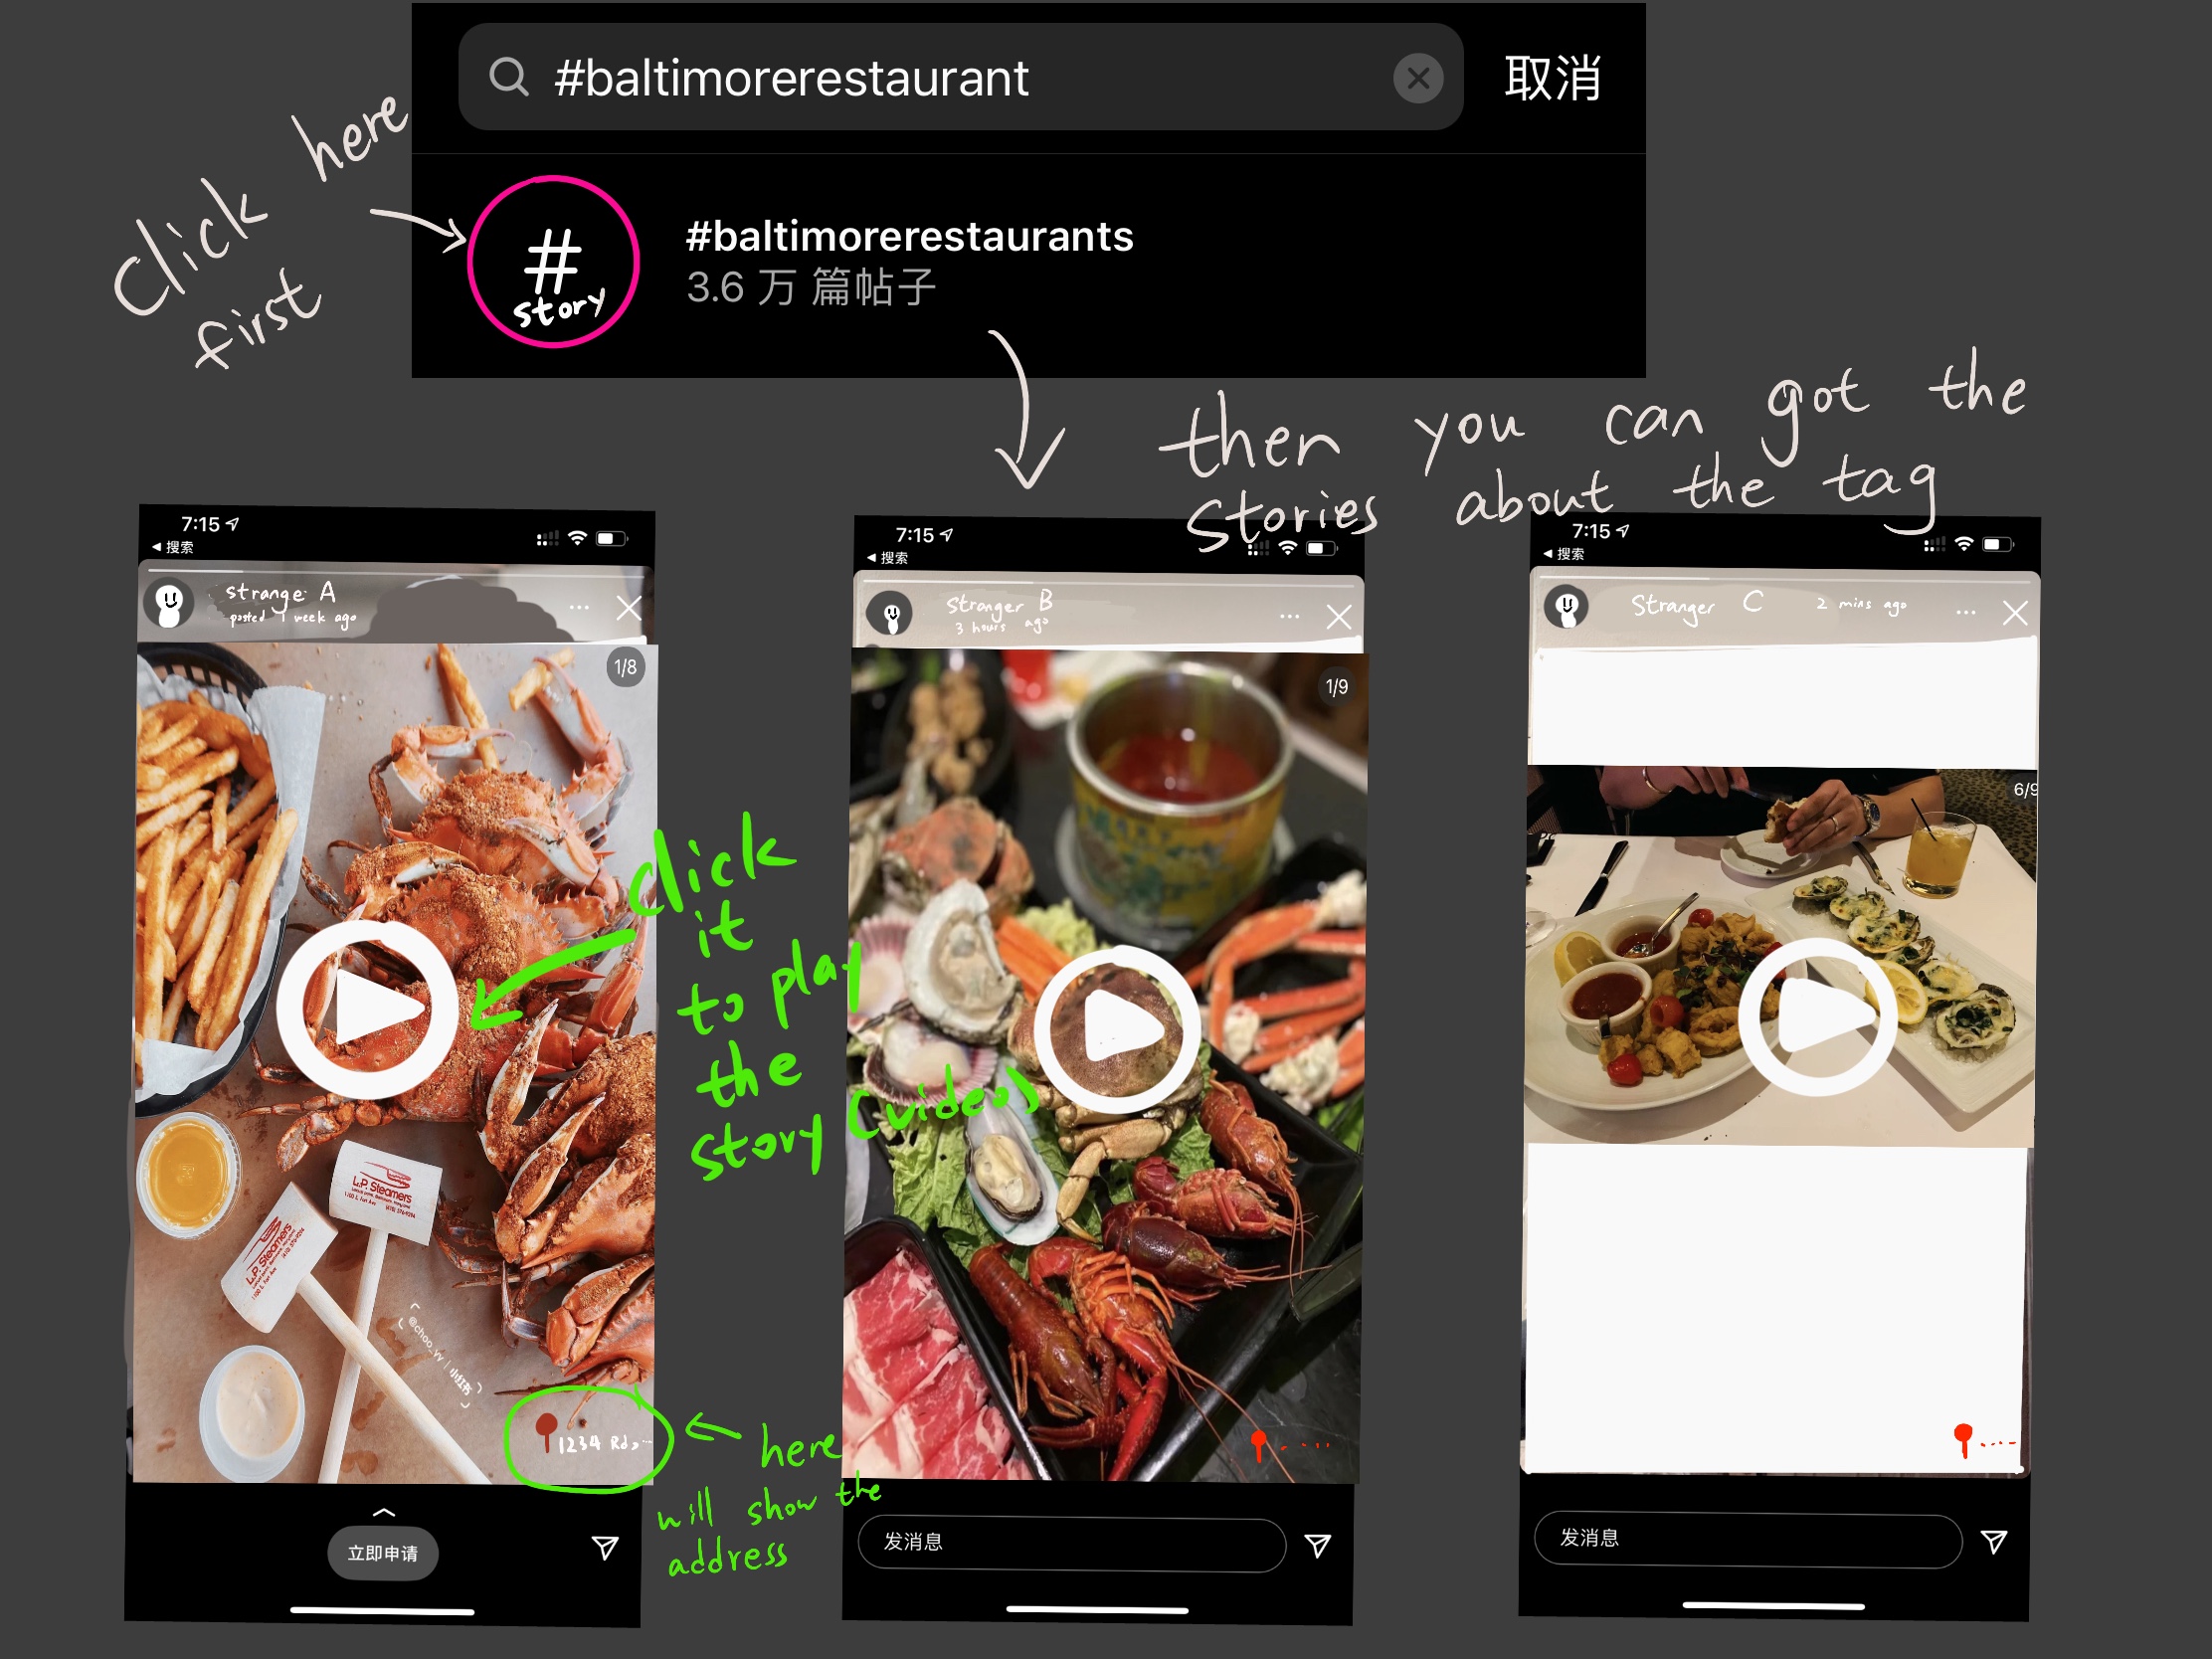 #baltimorerestaurant
取消
Click here
first
#
story
#baltimorerestaurants
3.6 万 篇帖子
then you can got the
stories about the tag
7:15
搜索
strange A
posted 1 week ago
1/8
L.P. Steamers
L.P. Steamers
click
it
to play
the
story (videos)
1234 Rd
here
will show the
address
立即申请
7:15
搜索
Stranger B
3 hours ago
1/9
发消息
7:15
搜索
Stranger C 2 mins ago
6/9
发消息